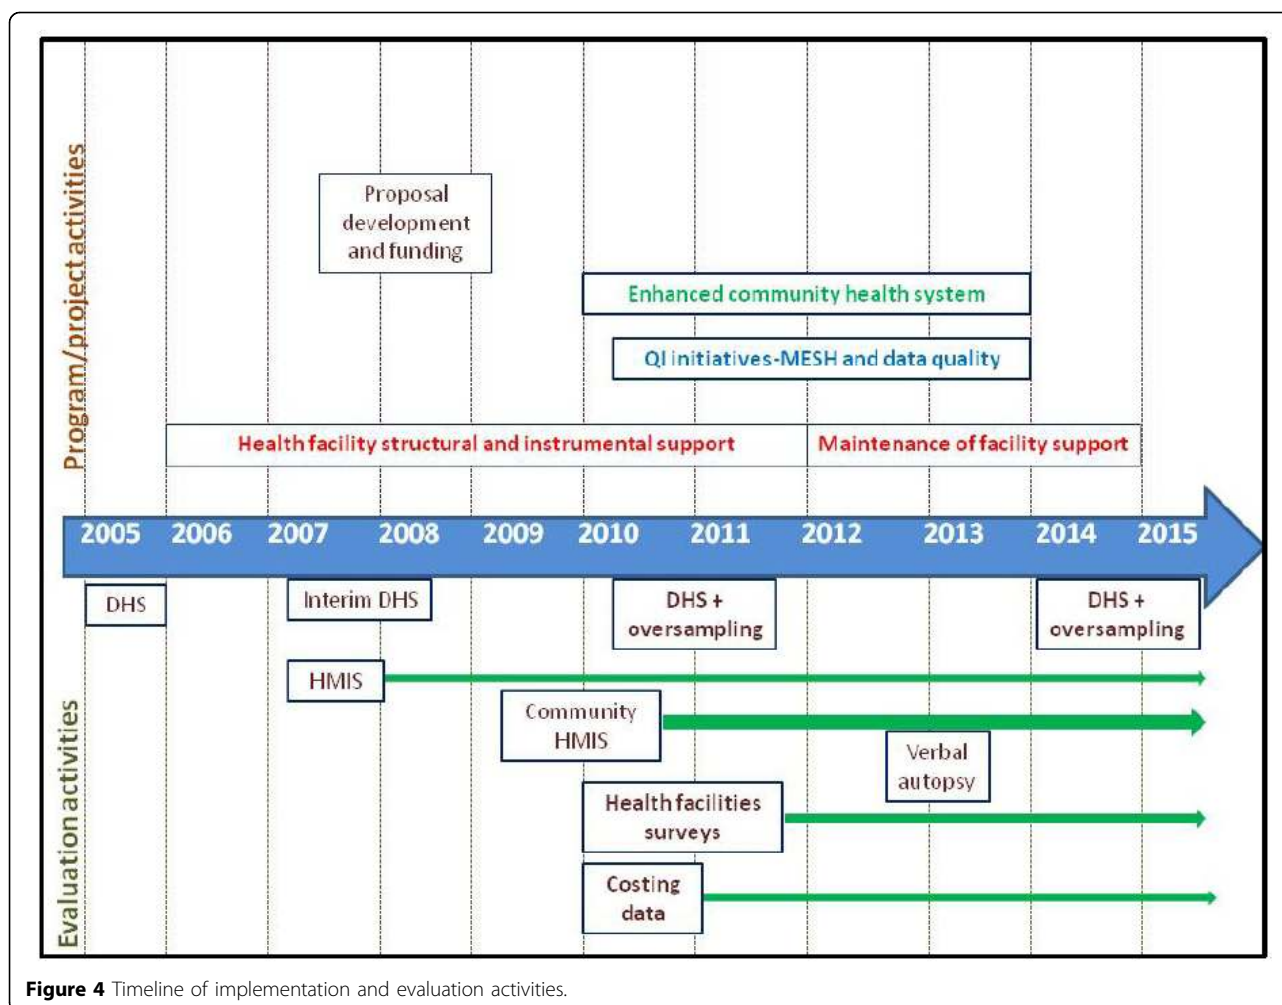 Program/project activities
Proposal
development
and funding
Enhanced community health system
QI initiatives-MESH and data quality
Health facility structural and instrumental support
Maintenance of facility support
2005 2006 2007 2008 2009 2010 2011 2012 2013 2014 2015
Evaluation activities
DHS
Interim DHS
DHS +
oversampling
DHS +
oversampling
HMIS
Community
HMIS
Verbal
autopsy
Health facilities
surveys
Costing
data
Figure 4 Timeline of implementation and evaluation activities.